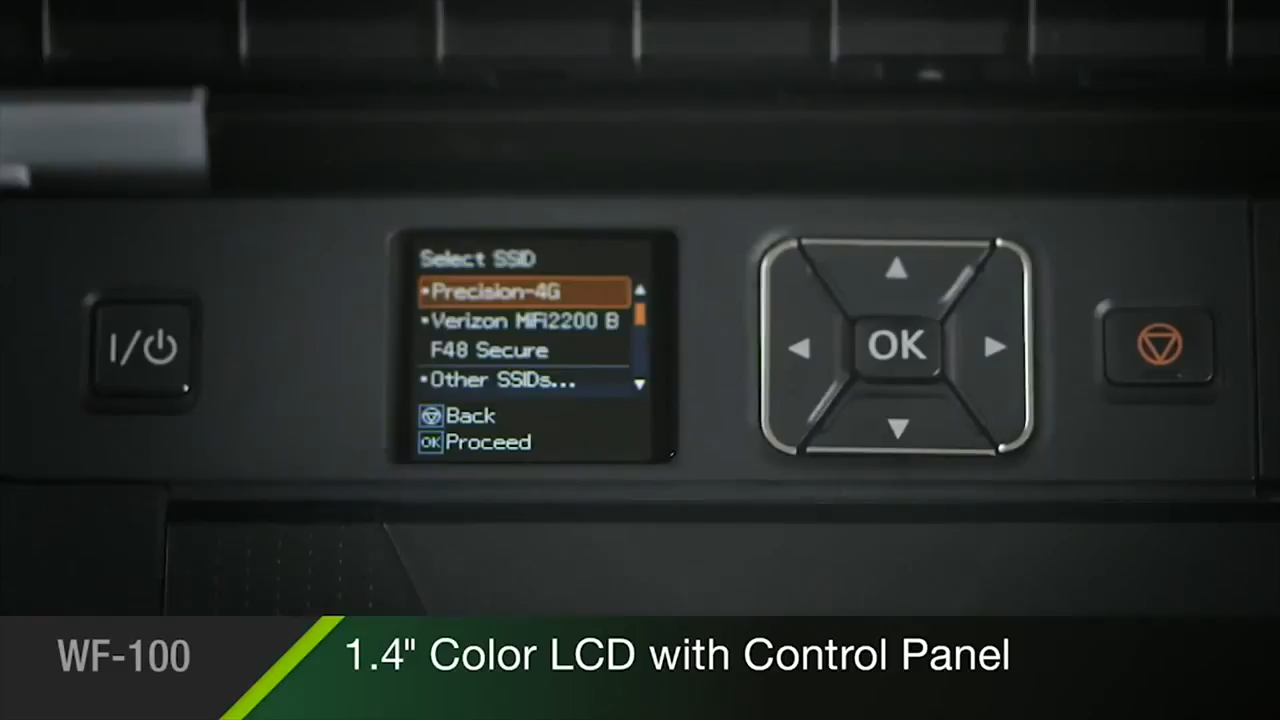 Select SSID
•Precision-4G
•Verizon MiFi2200 B
F48 Secure
•Other SSIDs...
Back
OK Proceed
OK
WF-100
1.4" Color LCD with Control Panel